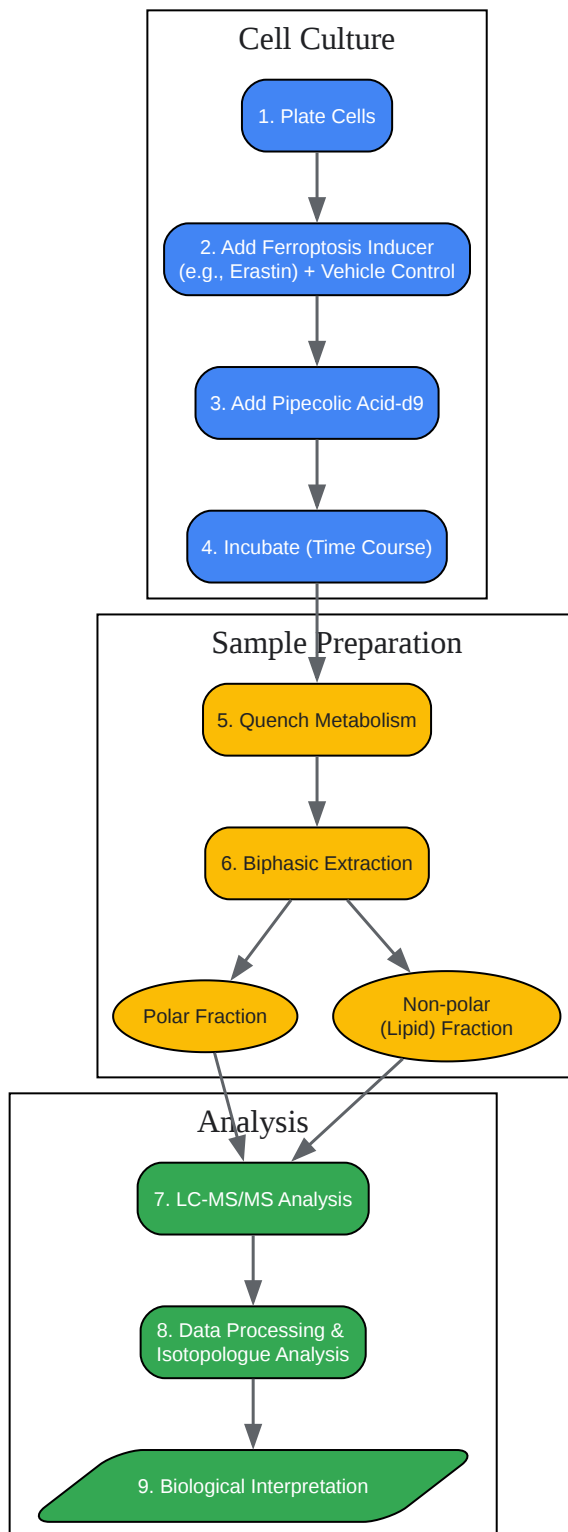 Cell Culture
1. Plate Cells
2. Add Ferroptosis Inducer
(e.g., Erastin) + Vehicle Control
3. Add Pipecolic Acid-d9
4. Incubate (Time Course)
Sample Preparation
5. Quench Metabolism
6. Biphasic Extraction
Polar Fraction
Non-polar
(Lipid) Fraction
Analysis
7. LC-MS/MS Analysis
8. Data Processing &
Isotopologue Analysis
9. Biological Interpretation